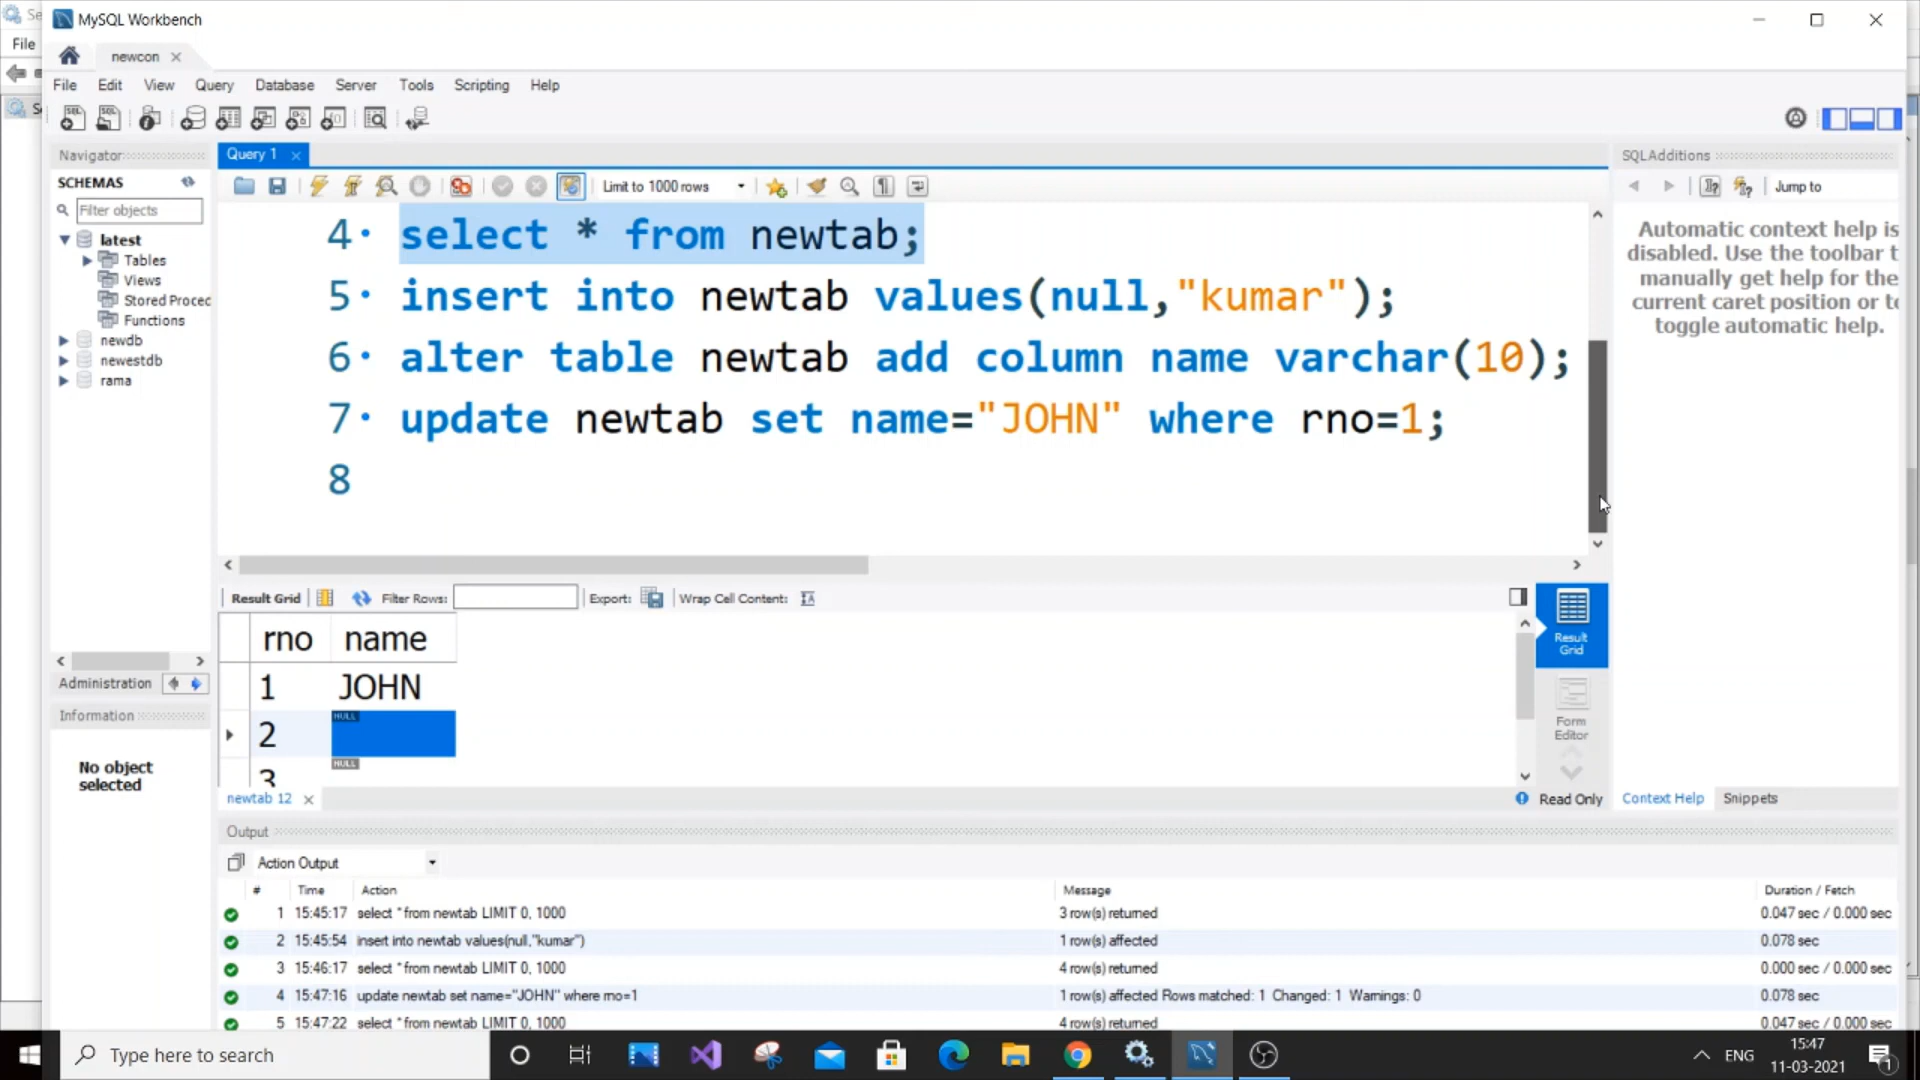 Se
MySQL Workbench
File
newcon
File Edit View Query Database Server Tools Scripting Help
Navigator
Query 1
SQLAdditions
SCHEMAS
Limit to 1000 rows
Jump to
Filter objects
latest
Tables
Views
Stored Proced
Functions
newdb
newestdb
rama
4 select * from newtab;
5 insert into newtab values(null,"kumar");
6 alter table newtab add column name varchar(10);
7 update newtab set name="JOHN" where rno=1;
8
Automatic context help is
disabled. Use the toolbar t
manually get help for the
current caret position or to
toggle automatic help.
Result Grid Filter Rows: Export: Wrap Cell Content:
rno name
1 JOHN
2 NULL
3 NULL
Result
Grid
Form
Editor
Administration
Information
No object
selected
newtab 12
Read Only
Context Help Snippets
Output
Action Output
# Time Action Message Duration / Fetch
1 15:45:17 select * from newtab LIMIT 0, 1000 3 row(s) returned 0.047 sec / 0.000 sec
2 15:45:54 insert into newtab values(null,"kumar") 1 row(s) affected 0.078 sec
3 15:46:17 select * from newtab LIMIT 0, 1000 4 row(s) returned 0.000 sec / 0.000 sec
4 15:47:16 update newtab set name="JOHN" where rno=1 1 row(s) affected Rows matched: 1 Changed: 1 Warnings: 0 0.078 sec
5 15:47:22 select * from newtab LIMIT 0, 1000 4 row(s) returned 0.047 sec / 0.000 sec
Type here to search
ENG
15:47
11-03-2021
1